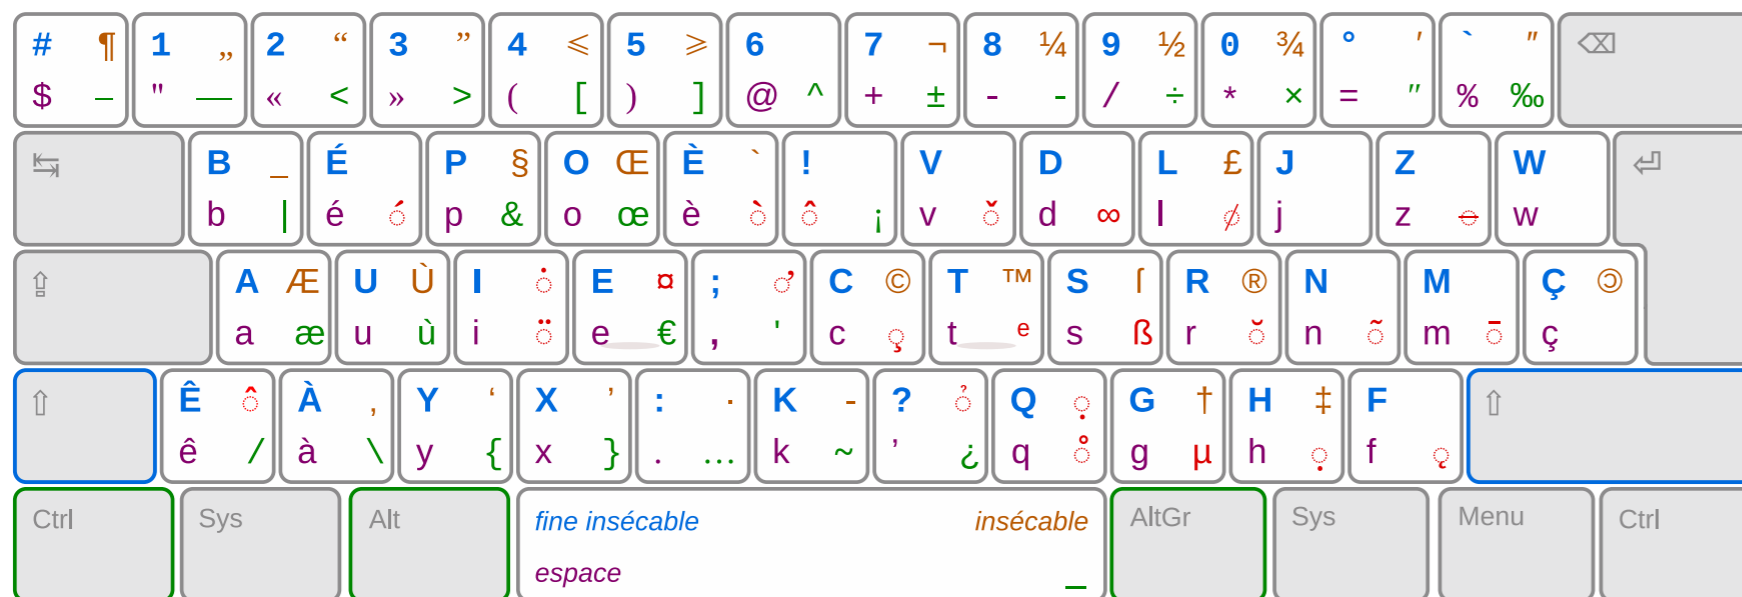 # ¶ 1 „ 2 “ 3 ” 4 ⩽ 5 ⩾ 6 7 ¬ 8 ¼ 9 ½ 0 ¾ ° ′ ` ″ ⌫
$ – " — « < » > ( [ ) ] @ ^ + ± - - / ÷ * × = ″ % ‰
↹ B _ É P § O Œ È ` ! V D L £ J Z W ⏎
b | é ◌́ p & o œ è ◌̀ ◌̂ ¡ v ◌̌ d ∞ l ◌̸ j z ◌̵ w
⇪ A Æ U Ù I ◌̇ E ¤ ; ◌̛ C © T ™ S ſ R ® N M Ç
a æ u ù i ◌̈ e € , ' c ◌̧ t e s ß r ◌̆ n ◌̃ m ◌̄ ç
⇧ Ê ◌̂ À ‚ Y ‘ X ’ : · K ‑ ? ◌̉ Q ◌̣ G † H ‡ F ⇧
ê / à \ y { x } . … k ~ ’ ¿ q ◌̊ g µ h ◌̣ f ◌̨
Ctrl Sys Alt fine insécable insécable AltGr Sys Menu Ctrl
espace _